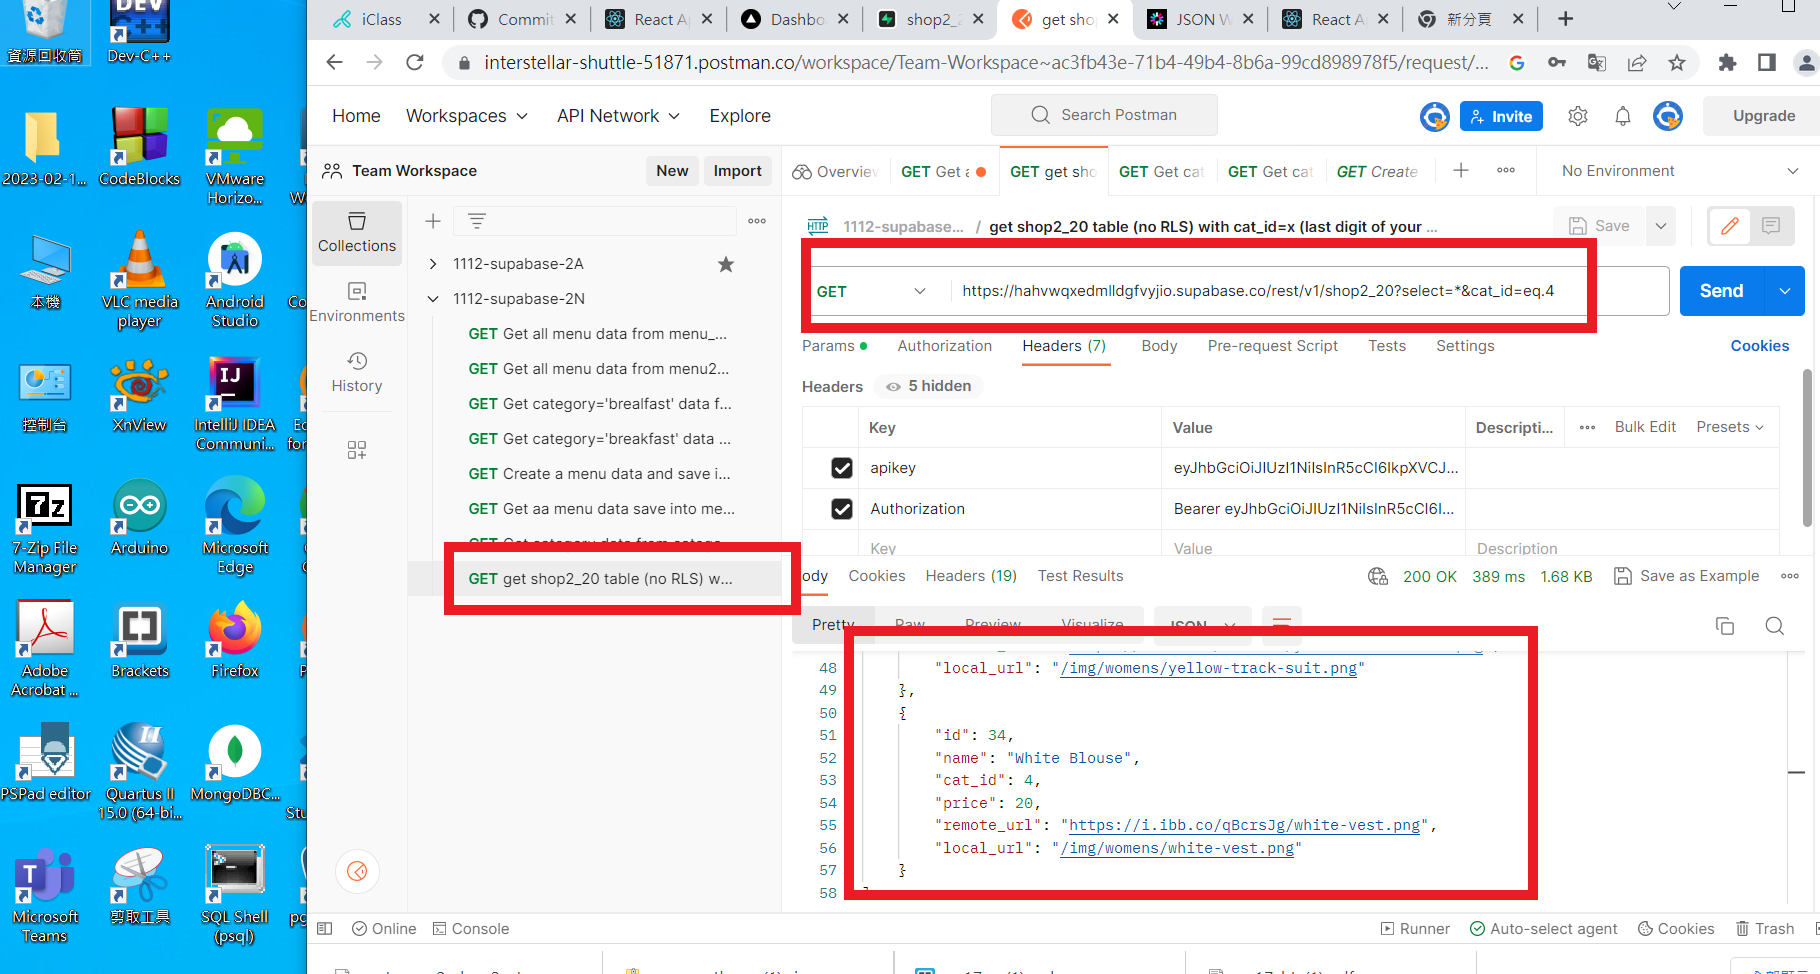 資源回收筒
DEV
Dev-C++
2023-02-1...
CodeBlocks
VMware
Horizo...
本機
VLC media
player
Android
Studio
控制台
XnView
IJ
IntelliJ IDEA
Communi...
7z
7-Zip File
Manager
Arduino
Microsoft
Edge
Adobe
Acrobat ...
Brackets
Firefox
PSPad editor
II
Quartus II
15.0 (64-bi...
MongoDBC...
Microsoft
Teams
剪取工具
SQL Shell
(psql)
iClass
Commit
React A
Dashbo
shop2_2
get sho
JSON W
React A
新分頁
interstellar-shuttle-51871.postman.co/workspace/Team-Workspace~ac3fb43e-71b4-49b4-8b6a-99cd898978f5/request/...
Home
Workspaces
API Network
Explore
Search Postman
Invite
Upgrade
Team Workspace
New
Import
Overview
GET Get a
GET get sho
GET Get cat
GET Get cat
GET Create
No Environment
Collections
Environments
History
1112-supabase-2A
1112-supabase-2N
GET Get all menu data from menu_...
GET Get all menu data from menu2...
GET Get category='brealfast' data f...
GET Get category='breakfast' data ...
GET Create a menu data and save i...
GET Get aa menu data save into me...
GET get shop2_20 table (no RLS) w...
HTTP
1112-supabase... / get shop2_20 table (no RLS) with cat_id=x (last digit of your ...
Save
GET
https://hahvwqxedmlldgfvyjio.supabase.co/rest/v1/shop2_20?select=*&cat_id=eq.4
Send
Params
Authorization
Headers (7)
Body
Pre-request Script
Tests
Settings
Cookies
Headers
5 hidden
Key
Value
Descripti...
Bulk Edit
Presets
apikey
eyJhbGciOiJIUzI1NiIsInR5cCI6IkpXVCJ...
Authorization
Bearer eyJhbGciOiJIUzI1NiIsInR5cCI6I...
Key
Value
Description
ody
Cookies
Headers (19)
Test Results
200 OK
389 ms
1.68 KB
Save as Example
Pretty
Raw
Preview
Visualize
JSON
48 "local_url": "/img/womens/yellow-track-suit.png"
49 },
50 {
51 "id": 34,
52 "name": "White Blouse",
53 "cat_id": 4,
54 "price": 20,
55 "remote_url": "https://i.ibb.co/qBcrsJg/white-vest.png",
56 "local_url": "/img/womens/white-vest.png"
57 }
58
Online
Console
Runner
Auto-select agent
Cookies
Trash